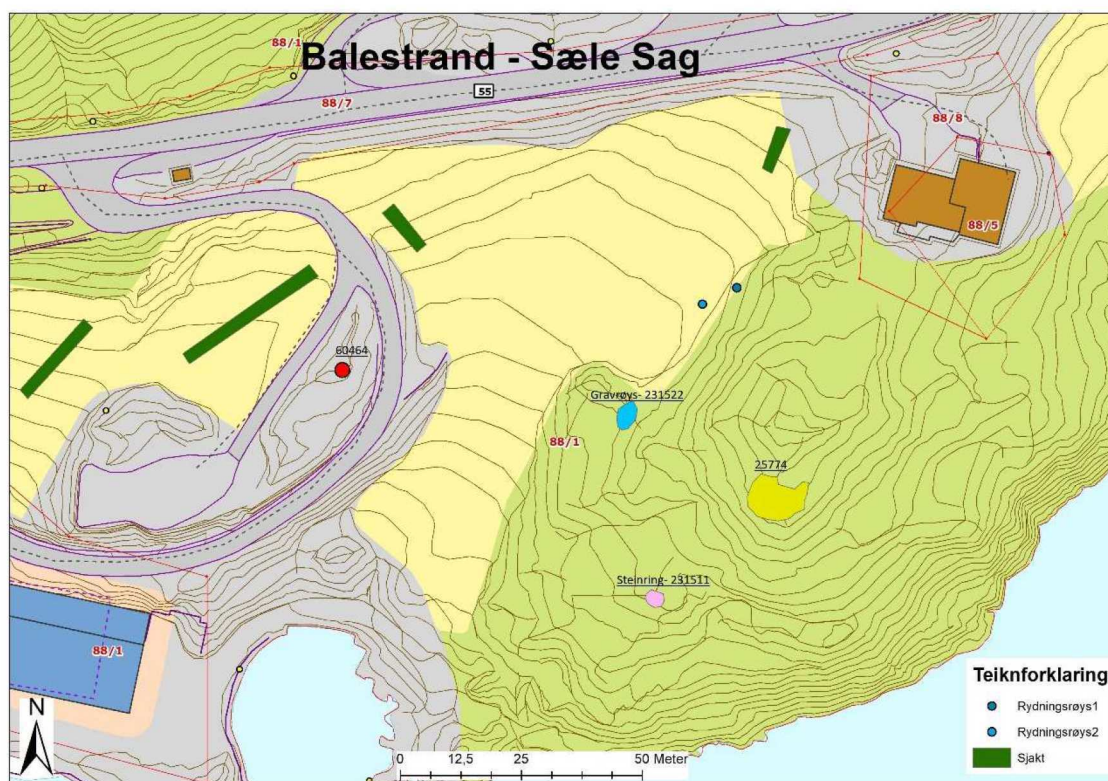 88/1
Balestrand - Sæle Sag
55
88/7
88/8
88/5
60464
Gravrøys- 231522
88/1
25774
Steinring- 231511
88/1
Teiknforklaring
N
Rydningsrøys1
Rydningsrøys2
Sjakt
0 12,5 25 50 Meter